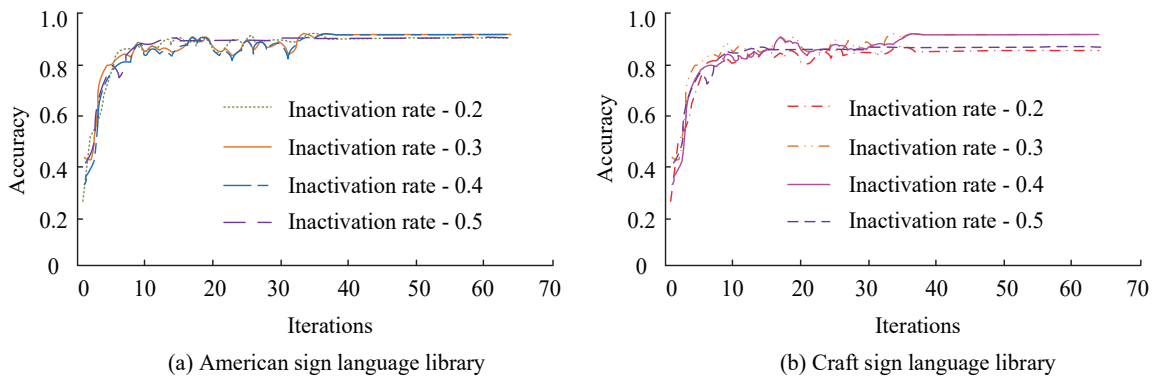 1.0
0.8
0.6
0.4
0.2
0
Accuracy
Inactivation rate - 0.2
Inactivation rate - 0.3
Inactivation rate - 0.4
Inactivation rate - 0.5
0 10 20 30 40 50 60 70
Iterations
(a) American sign language library
1.0
0.8
0.6
0.4
0.2
0
Accuracy
Inactivation rate - 0.2
Inactivation rate - 0.3
Inactivation rate - 0.4
Inactivation rate - 0.5
0 10 20 30 40 50 60 70
Iterations
(b) Craft sign language library